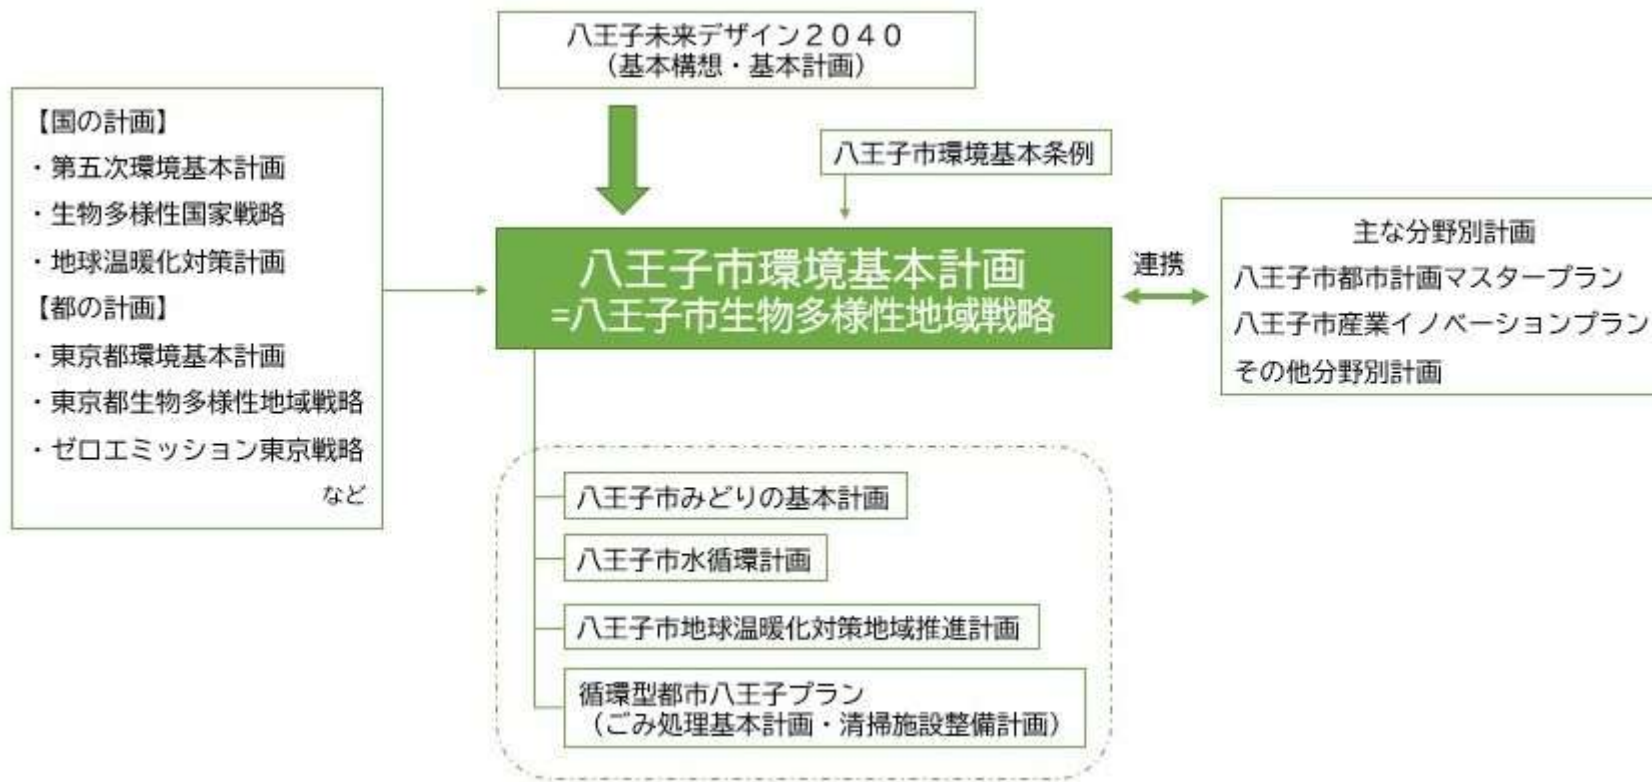 八王子未来デザイン２０４０
（基本構想・基本計画）
【国の計画】
・第五次環境基本計画
・生物多様性国家戦略
・地球温暖化対策計画
【都の計画】
・東京都環境基本計画
・東京都生物多様性地域戦略
・ゼロエミッション東京戦略
など
八王子市環境基本条例
八王子市環境基本計画
=八王子市生物多様性地域戦略
連携
主な分野別計画
八王子市都市計画マスタープラン
八王子市産業イノベーションプラン
その他分野別計画
八王子市みどりの基本計画
八王子市水循環計画
八王子市地球温暖化対策地域推進計画
循環型都市八王子プラン
（ごみ処理基本計画・清掃施設整備計画）